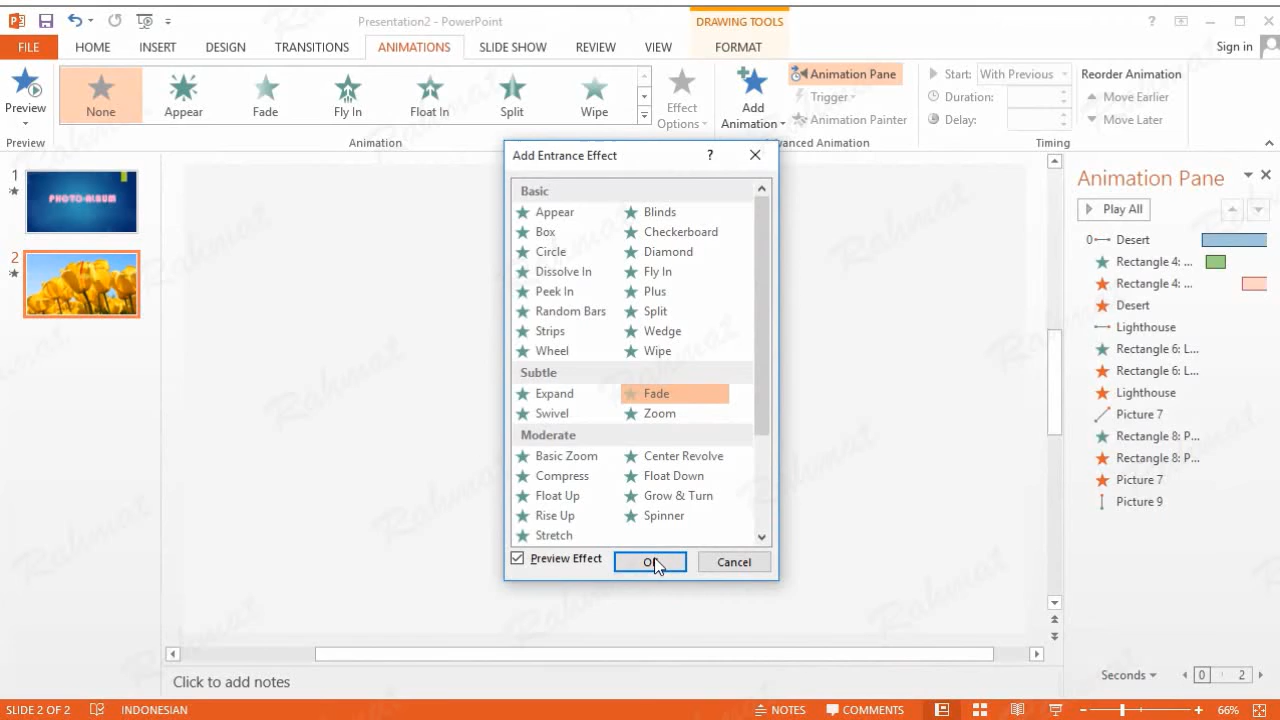 Presentation2 - PowerPoint
DRAWING TOOLS
?
FILE
HOME
INSERT
DESIGN
TRANSITIONS
ANIMATIONS
SLIDE SHOW
REVIEW
VIEW
FORMAT
Sign in
Preview
None
Appear
Fade
Fly In
Float In
Split
Wipe
Effect
Options
Add
Animation
Animation Pane
Trigger
Animation Painter
Start:
With Previous
Duration:
Delay:
Reorder Animation
Move Earlier
Move Later
Preview
Animation
dvanced Animation
Timing
1
PHOTO-ALBUM
2
Add Entrance Effect
?
Basic
Appear
Blinds
Box
Checkerboard
Circle
Diamond
Dissolve In
Fly In
Peek In
Plus
Random Bars
Split
Strips
Wedge
Wheel
Wipe
Subtle
Expand
Fade
Swivel
Zoom
Moderate
Basic Zoom
Center Revolve
Compress
Float Down
Float Up
Grow & Turn
Rise Up
Spinner
Stretch
Preview Effect
OK
Cancel
Animation Pane
Play All
0
Desert
Rectangle 4: ...
Rectangle 4: ...
Desert
Lighthouse
Rectangle 6: L...
Rectangle 6: L...
Lighthouse
Picture 7
Rectangle 8: P...
Rectangle 8: P...
Picture 7
Picture 9
Seconds
0
2
Click to add notes
SLIDE 2 OF 2
INDONESIAN
NOTES
COMMENTS
66%
Rahmat